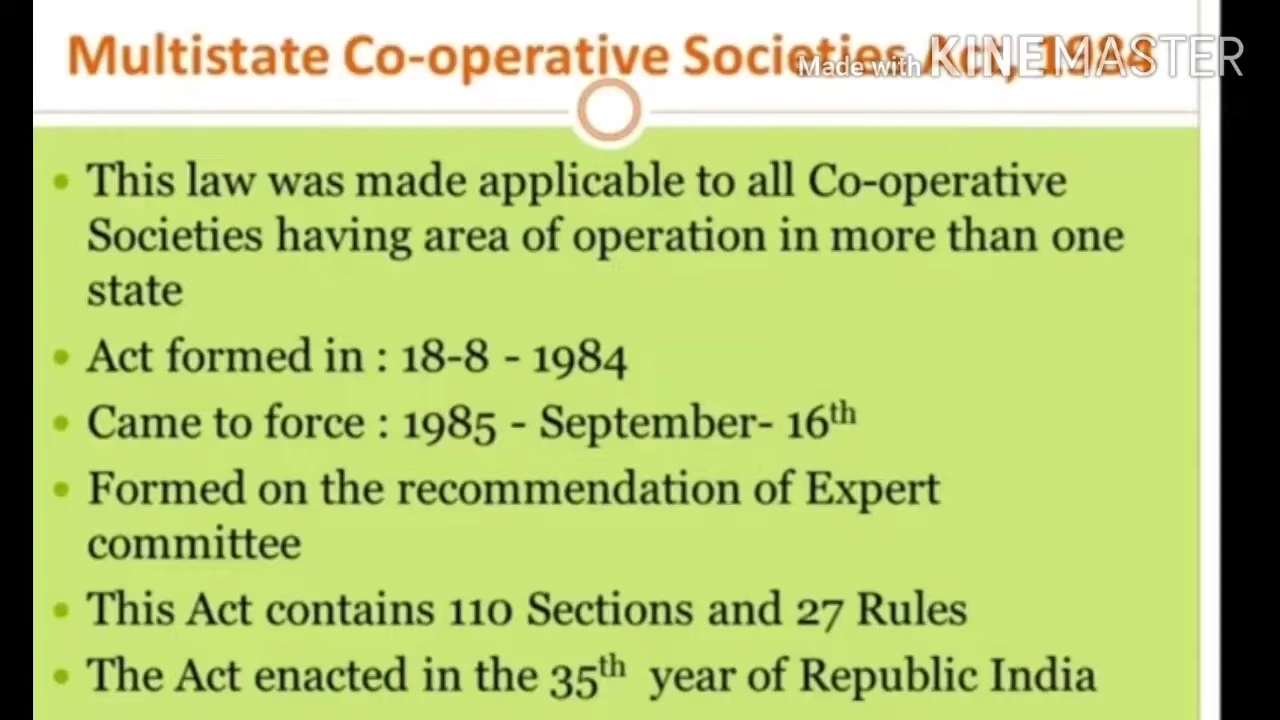 Multistate Co-operative Societies Act, 1984
Made with KINEMASTER
• This law was made applicable to all Co-operative
Societies having area of operation in more than one
state
• Act formed in : 18-8 - 1984
• Came to force : 1985 - September- 16th
• Formed on the recommendation of Expert
committee
• This Act contains 110 Sections and 27 Rules
• The Act enacted in the 35th year of Republic India